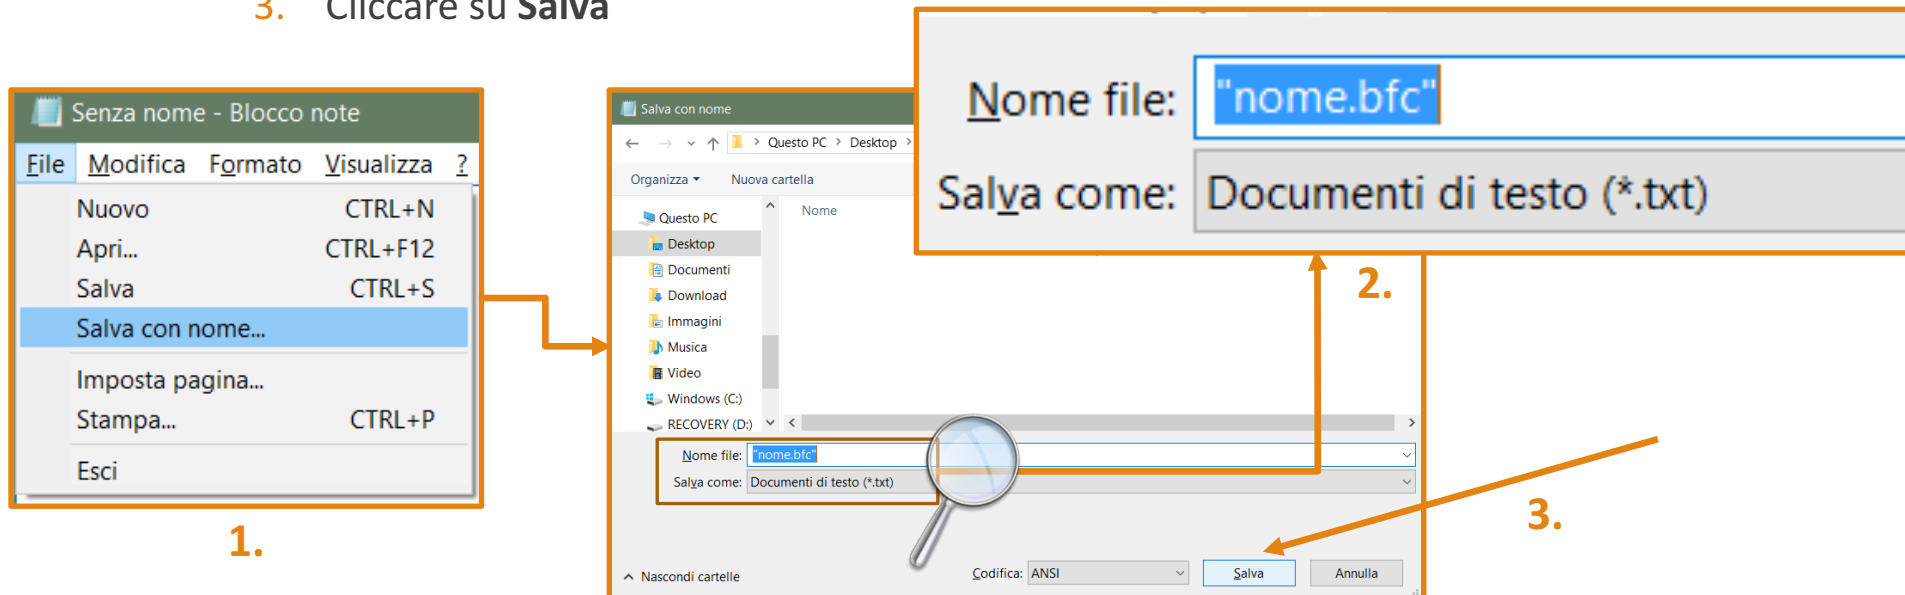 3. Cliccare su Salva
Senza nome - Blocco note
File Modifica Formato Visualizza ?
Nuovo CTRL+N
Apri... CTRL+F12
Salva CTRL+S
Salva con nome...
Imposta pagina...
Stampa... CTRL+P
Esci
1.
Salva con nome
Questo PC > Desktop >
Organizza Nuova cartella
Questo PC
Desktop
Documenti
Download
Immagini
Musica
Video
Windows (C:)
RECOVERY (D:)
Nome
Nome file: "nome.bfc"
Salva come: Documenti di testo (*.txt)
Nascondi cartelle
Codifica: ANSI
Salva
Annulla
Nome file: "nome.bfc"
Salva come: Documenti di testo (*.txt)
2.
3.